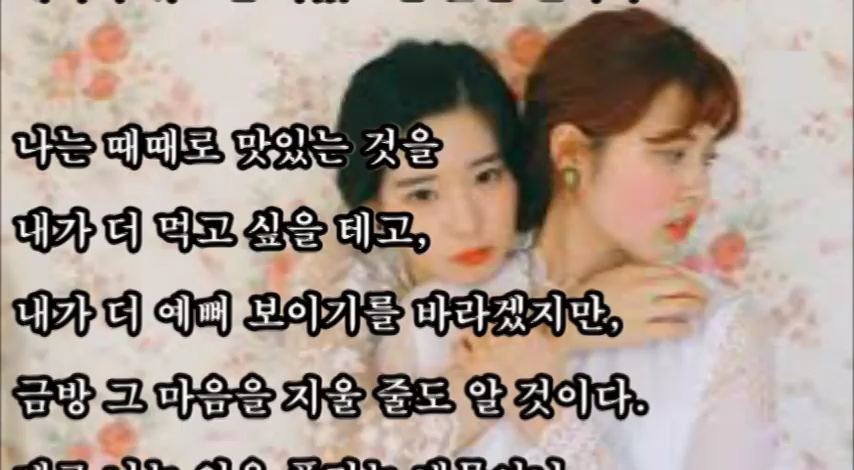 나는 때때로 맛있는 것을
내가 더 먹고 싶을 테고,
내가 더 예뻐 보이기를 바라겠지만,
금방 그 마음을 지울 줄도 알 것이다.